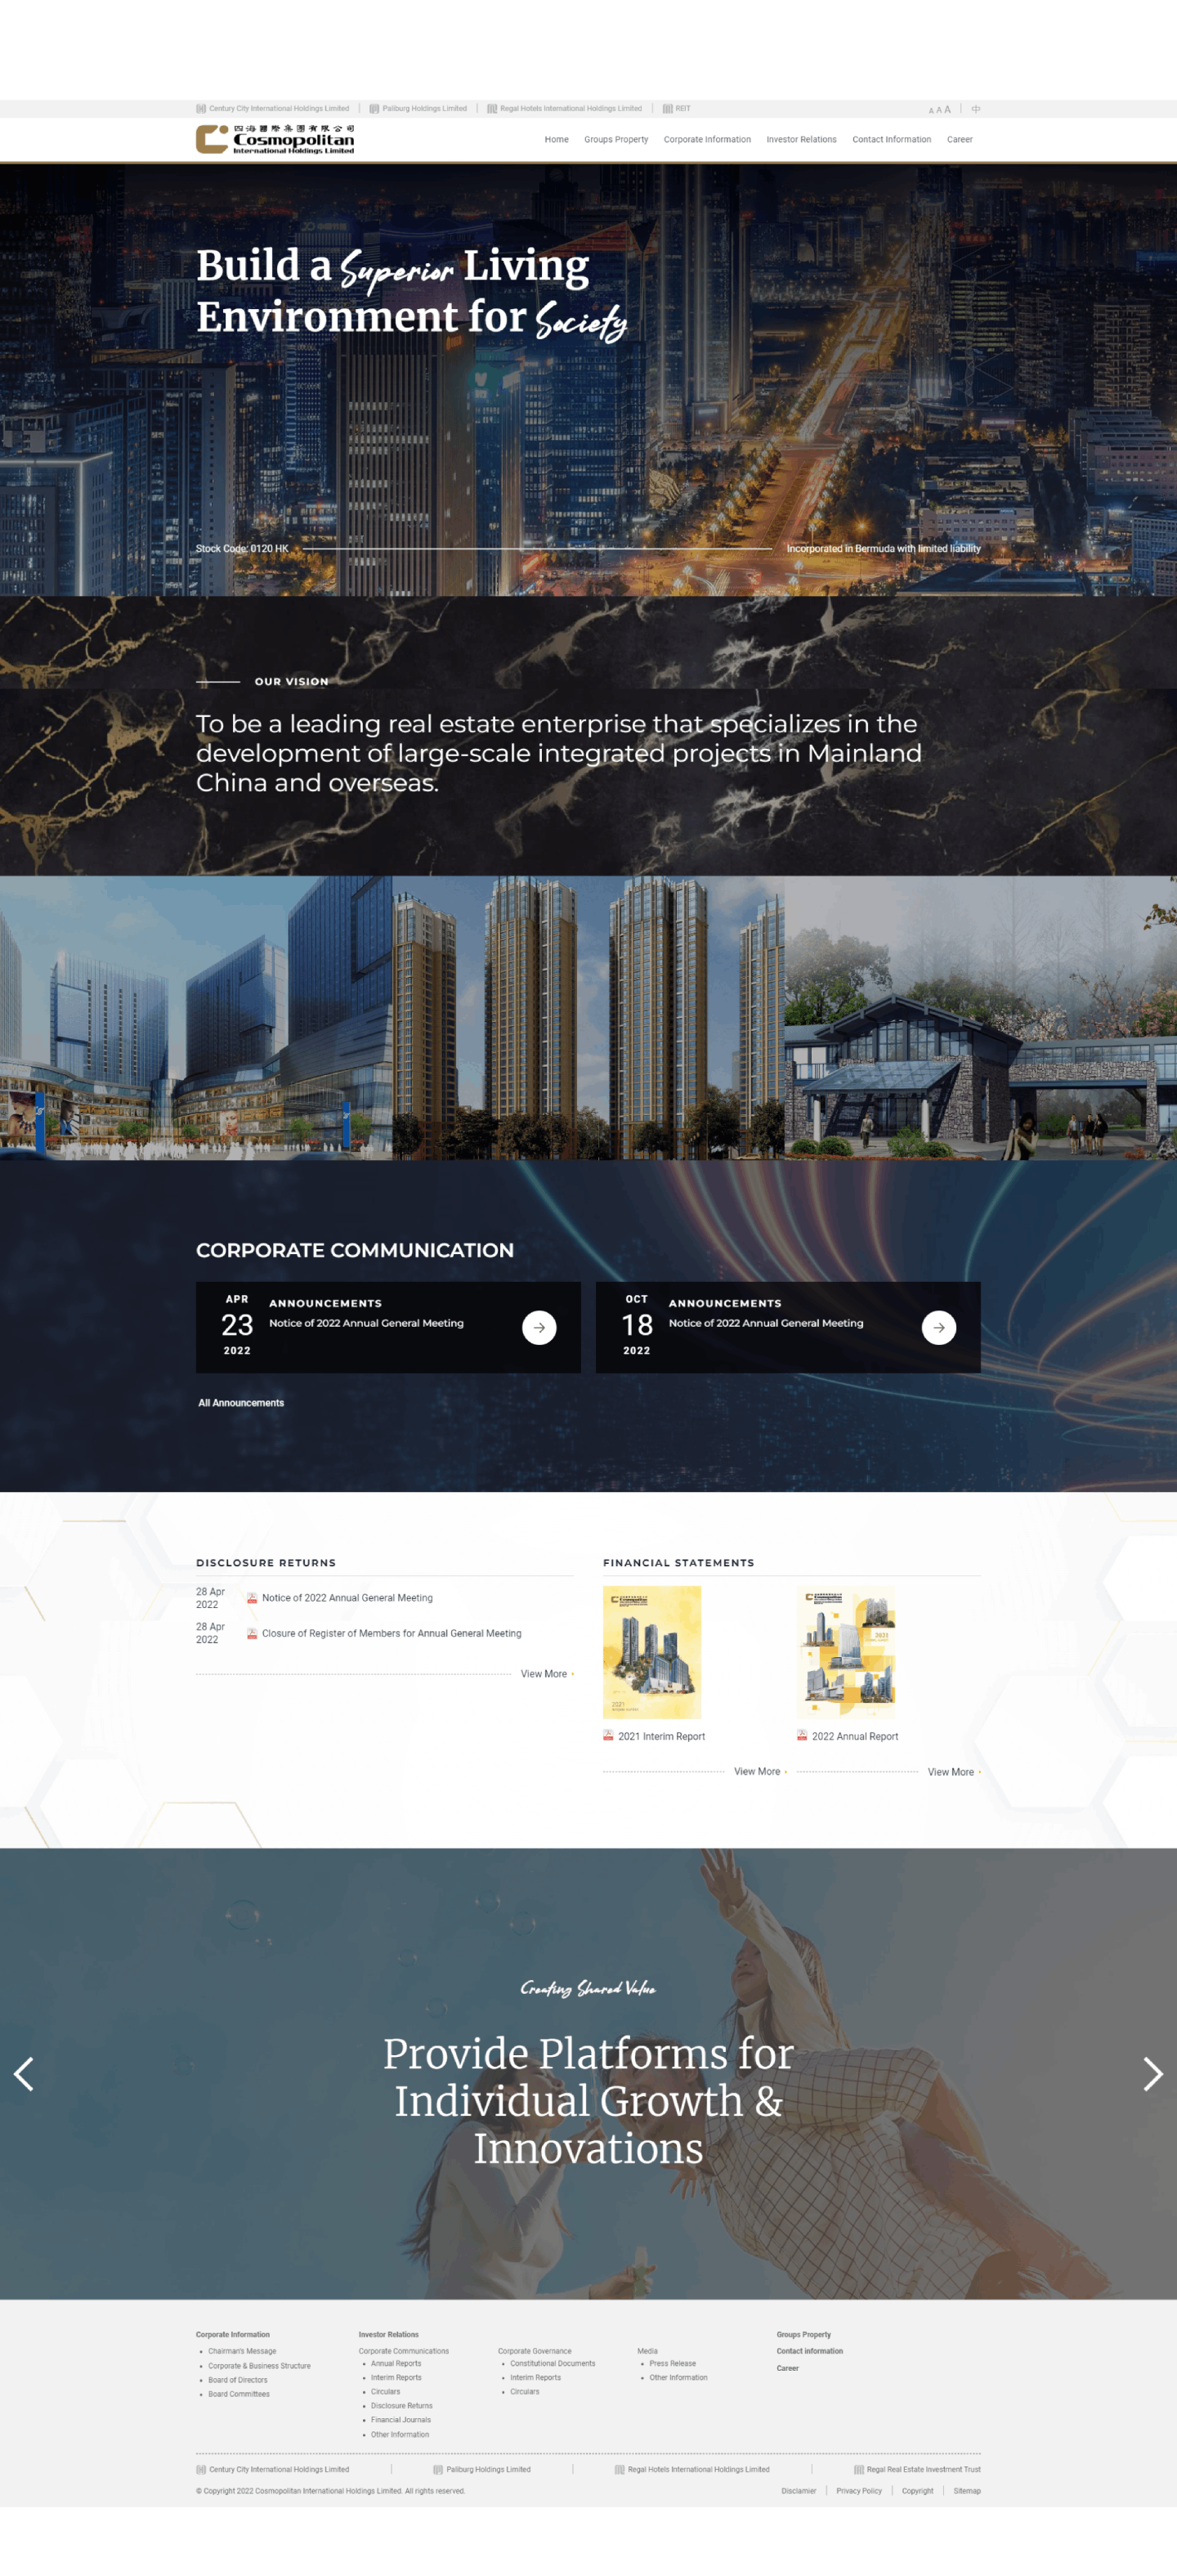 Century City International Holdings Limited
Paliburg Holdings Limited
Regal Hotels International Holdings Limited
REIT
A A A
中
四海國際集團有限公司
Cosmopolitan
International Holdings Limited
Home
Groups Property
Corporate Information
Investor Relations
Contact Information
Career
Build a Superior Living
Environment for Society
Stock Code: 0120 HK
Incorporated in Bermuda with limited liability
OUR VISION
To be a leading real estate enterprise that specializes in the
development of large-scale integrated projects in Mainland
China and overseas.
CORPORATE COMMUNICATION
APR
23
2022
ANNOUNCEMENTS
Notice of 2022 Annual General Meeting
OCT
18
2022
ANNOUNCEMENTS
Notice of 2022 Annual General Meeting
All Announcements
DISCLOSURE RETURNS
28 Apr
2022
Notice of 2022 Annual General Meeting
28 Apr
2022
Closure of Register of Members for Annual General Meeting
View More
FINANCIAL STATEMENTS
Cosmopolitan
2021
Cosmopolitan
2021
2021 Interim Report
2022 Annual Report
View More
View More
Creating Shared Value
Provide Platforms for
Individual Growth &
Innovations
Corporate Information
Chairman's Message
Corporate & Business Structure
Board of Directors
Board Committees
Investor Relations
Corporate Communications
Annual Reports
Interim Reports
Circulars
Disclosure Returns
Financial Journals
Other Information
Corporate Governance
Constitutional Documents
Interim Reports
Circulars
Media
Press Release
Other Information
Groups Property
Contact information
Career
Century City International Holdings Limited
Paliburg Holdings Limited
Regal Hotels International Holdings Limited
Regal Real Estate Investment Trust
© Copyright 2022 Cosmopolitan International Holdings Limited. All rights reserved.
Disclamier
Privacy Policy
Copyright
Sitemap